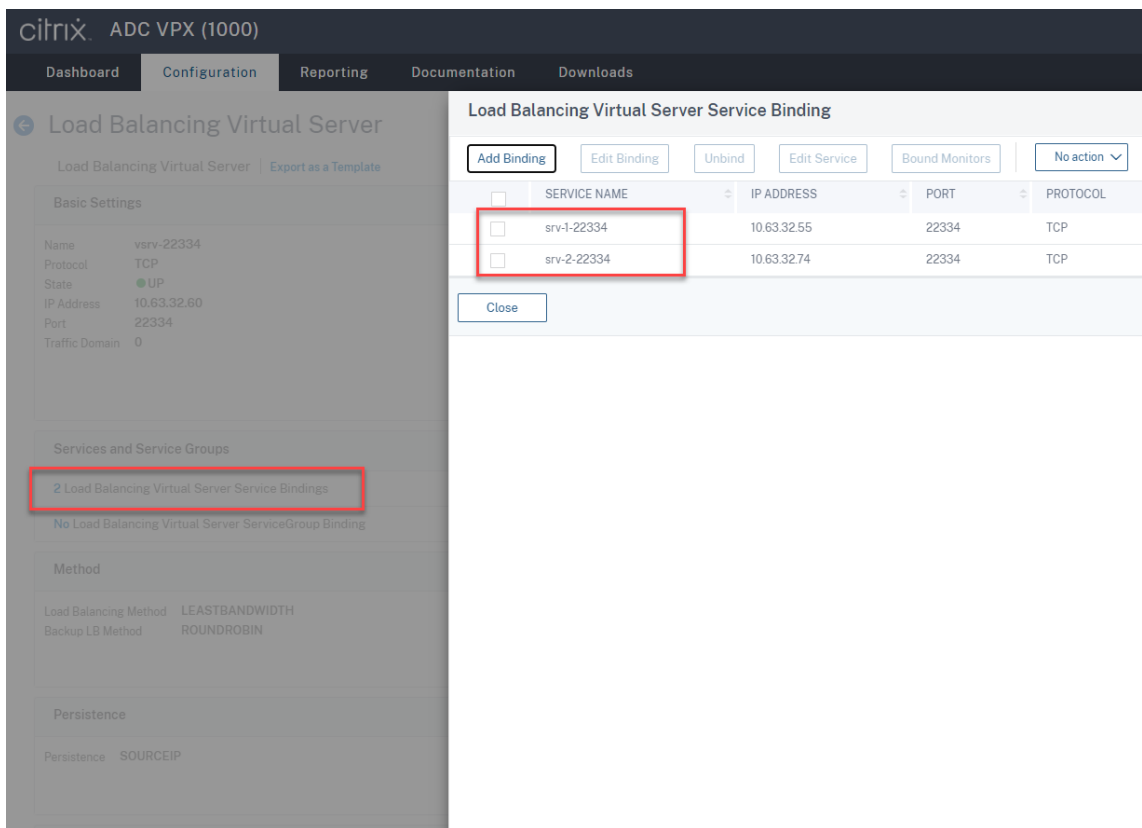 citrix. ADC VPX (1000)
Dashboard Configuration Reporting Documentation Downloads
Load Balancing Virtual Server
Load Balancing Virtual Server | Export as a Template
Basic Settings
Name vsrv-22334
Protocol TCP
State UP
IP Address 10.63.32.60
Port 22334
Traffic Domain 0
Services and Service Groups
2 Load Balancing Virtual Server Service Bindings
No Load Balancing Virtual Server ServiceGroup Binding
Method
Load Balancing Method LEASTBANDWIDTH
Backup LB Method ROUNDROBIN
Persistence
Persistence SOURCEIP
Load Balancing Virtual Server Service Binding
Add Binding Edit Binding Unbind Edit Service Bound Monitors No action
SERVICE NAME IP ADDRESS PORT PROTOCOL
srv-1-22334 10.63.32.55 22334 TCP
srv-2-22334 10.63.32.74 22334 TCP
Close